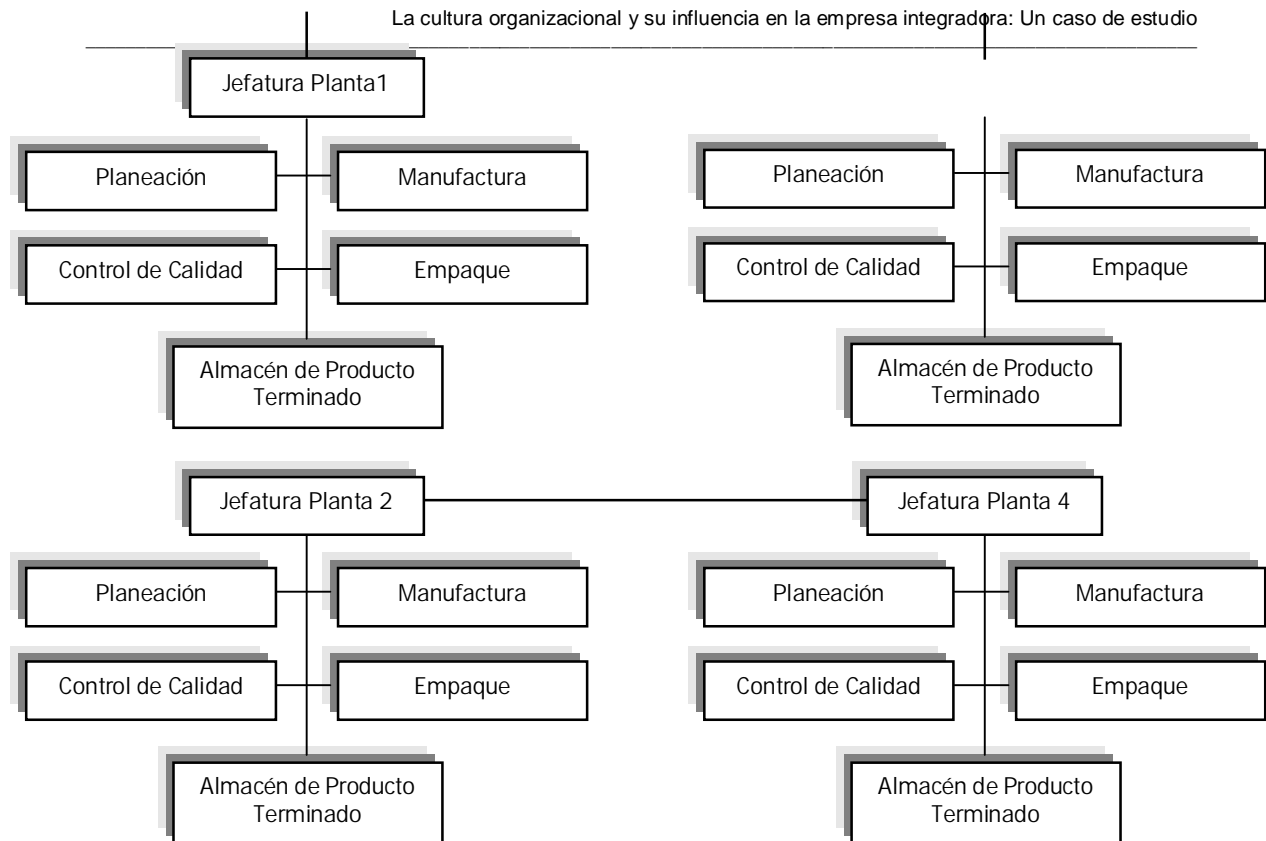 La cultura organizacional y su influencia en la empresa integradora: Un caso de estudio
Jefatura Planta1
Planeación
Manufactura
Planeación
Manufactura
Control de Calidad
Empaque
Control de Calidad
Empaque
Almacén de Producto
Terminado
Almacén de Producto
Terminado
Jefatura Planta 2
Jefatura Planta 4
Planeación
Manufactura
Planeación
Manufactura
Control de Calidad
Empaque
Control de Calidad
Empaque
Almacén de Producto
Terminado
Almacén de Producto
Terminado